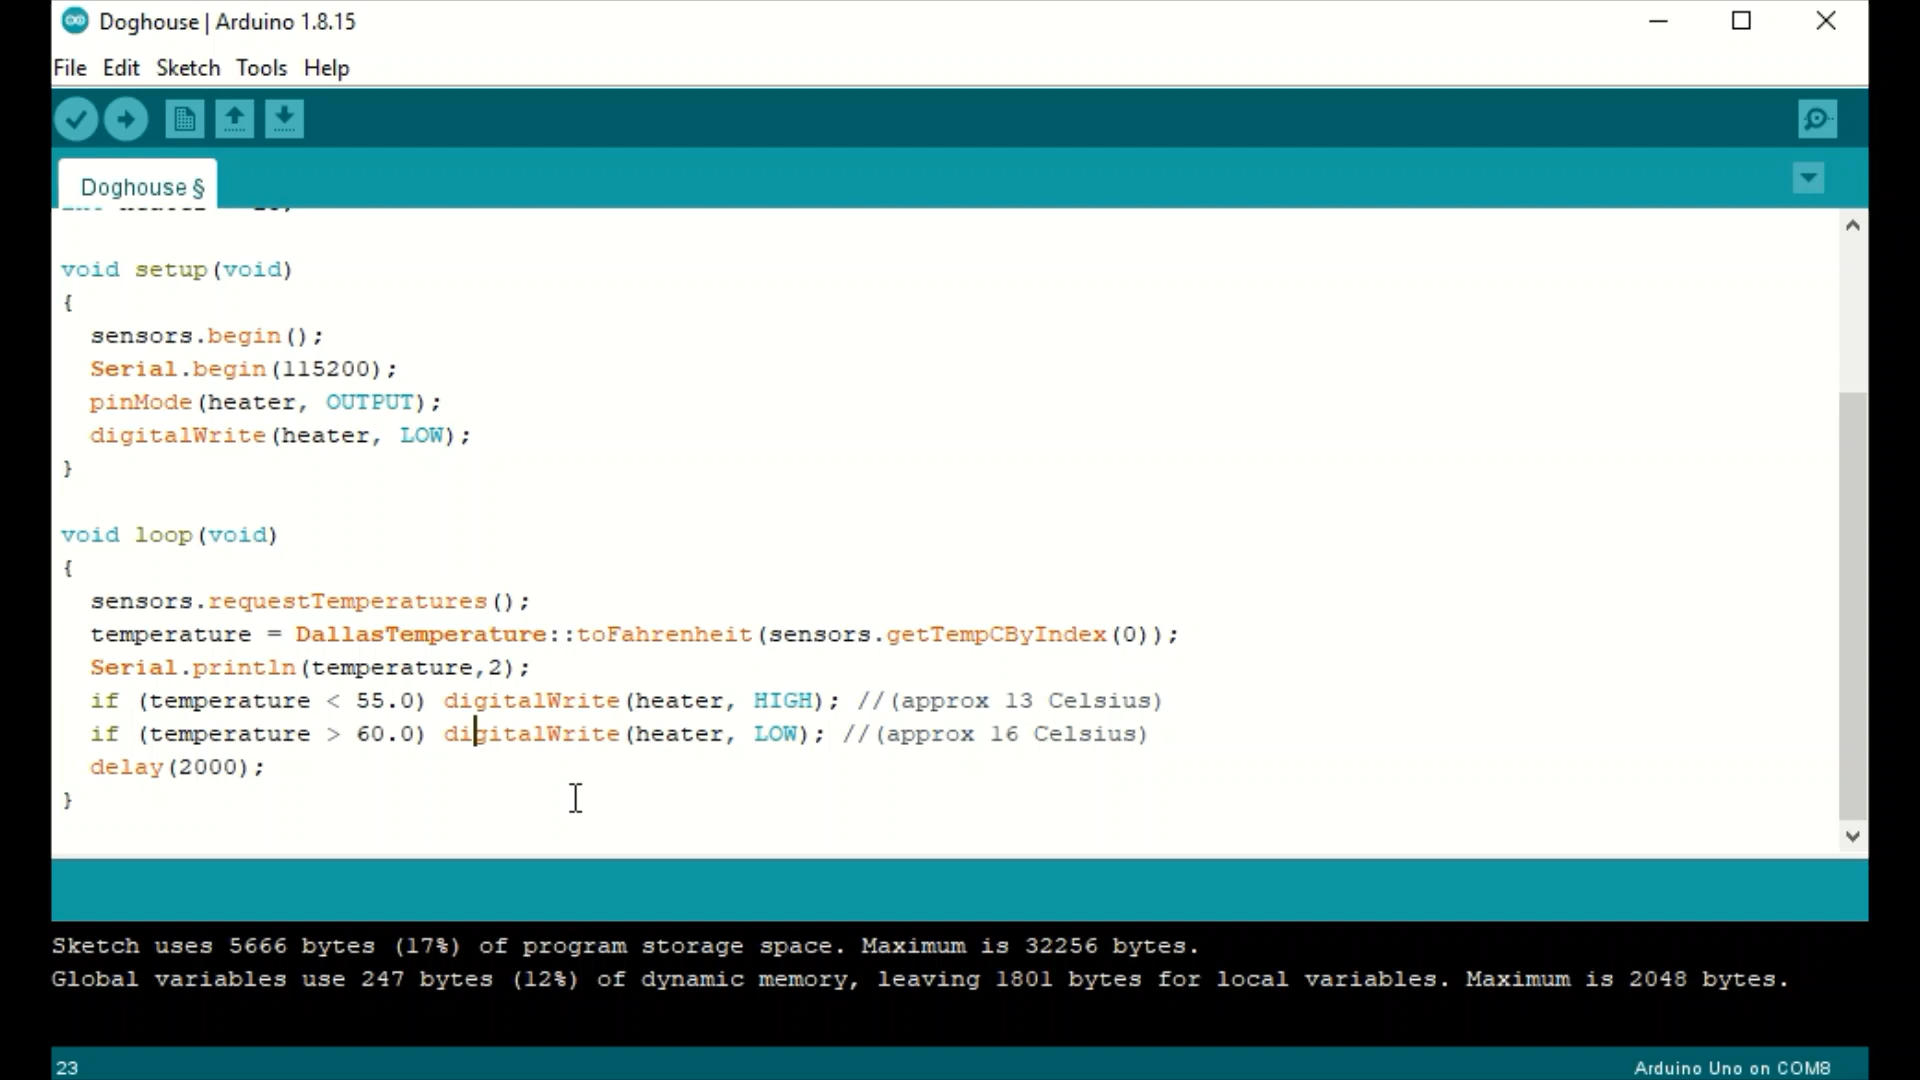 Doghouse | Arduino 1.8.15
File Edit Sketch Tools Help
Doghouse §
void setup(void)
{
  sensors.begin();
  Serial.begin(115200);
  pinMode(heater, OUTPUT);
  digitalWrite(heater, LOW);
}
void loop(void)
{
  sensors.requestTemperatures();
  temperature = DallasTemperature::toFahrenheit(sensors.getTempCByIndex(0));
  Serial.println(temperature,2);
  if (temperature < 55.0) digitalWrite(heater, HIGH); //(approx 13 Celsius)
  if (temperature > 60.0) digitalWrite(heater, LOW); //(approx 16 Celsius)
  delay(2000);
}
Sketch uses 5666 bytes (17%) of program storage space. Maximum is 32256 bytes.
Global variables use 247 bytes (12%) of dynamic memory, leaving 1801 bytes for local variables. Maximum is 2048 bytes.
23
Arduino Uno on COM8